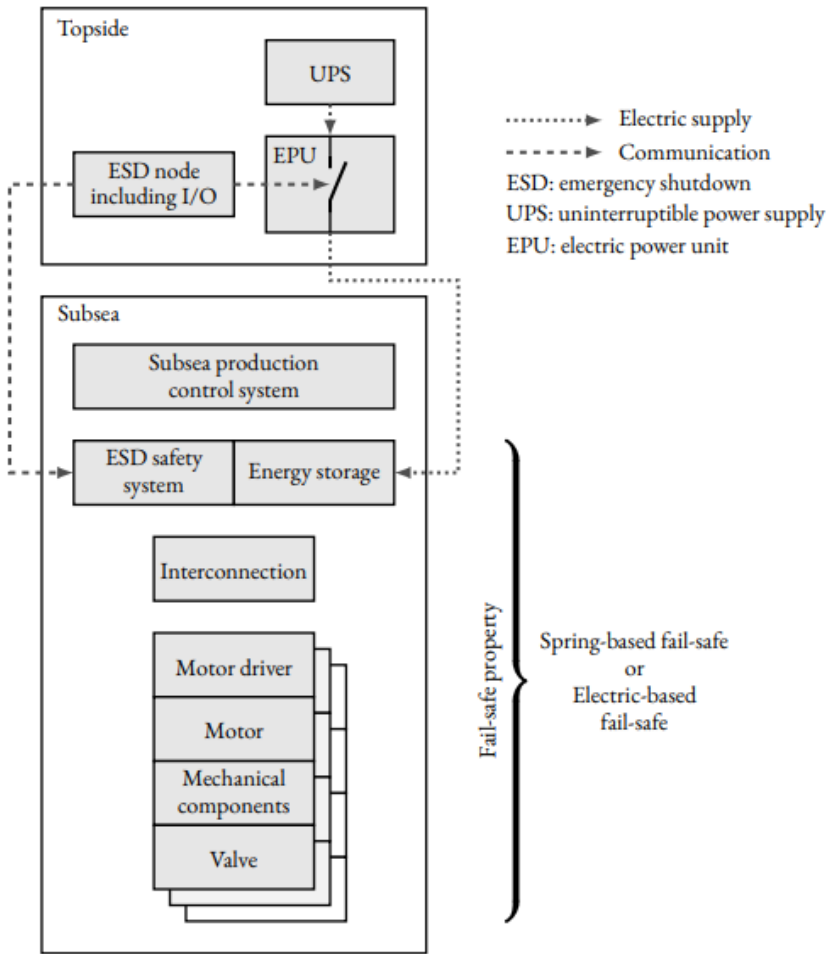 Topside
UPS
EPU
ESD node
including I/O
Electric supply
Communication
ESD: emergency shutdown
UPS: uninterruptible power supply
EPU: electric power unit
Subsea
Subsea production
control system
ESD safety
system
Energy storage
Interconnection
Motor driver
Motor
Mechanical
components
Valve
Fail-safe property
Spring-based fail-safe
or
Electric-based
fail-safe